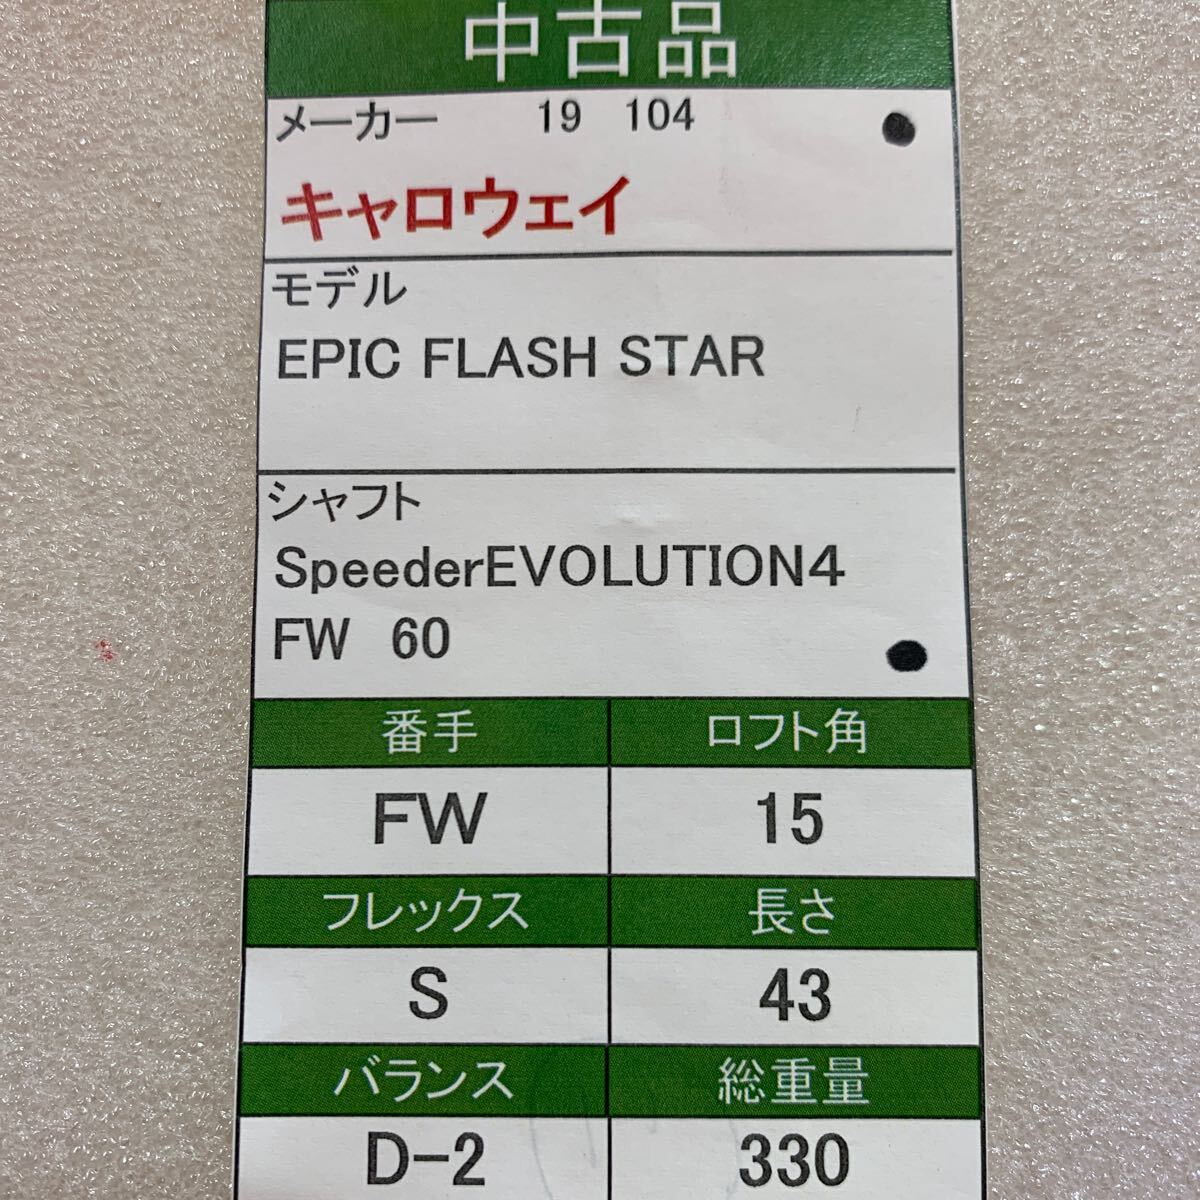 中古品
メーカー 19 104
キャロウェイ
モデル
EPIC FLASH STAR
シャフト
SpeederEVOLUTION4
FW 60
番手 ロフト角
FW 15
フレックス 長さ
S 43
バランス 総重量
D-2 330